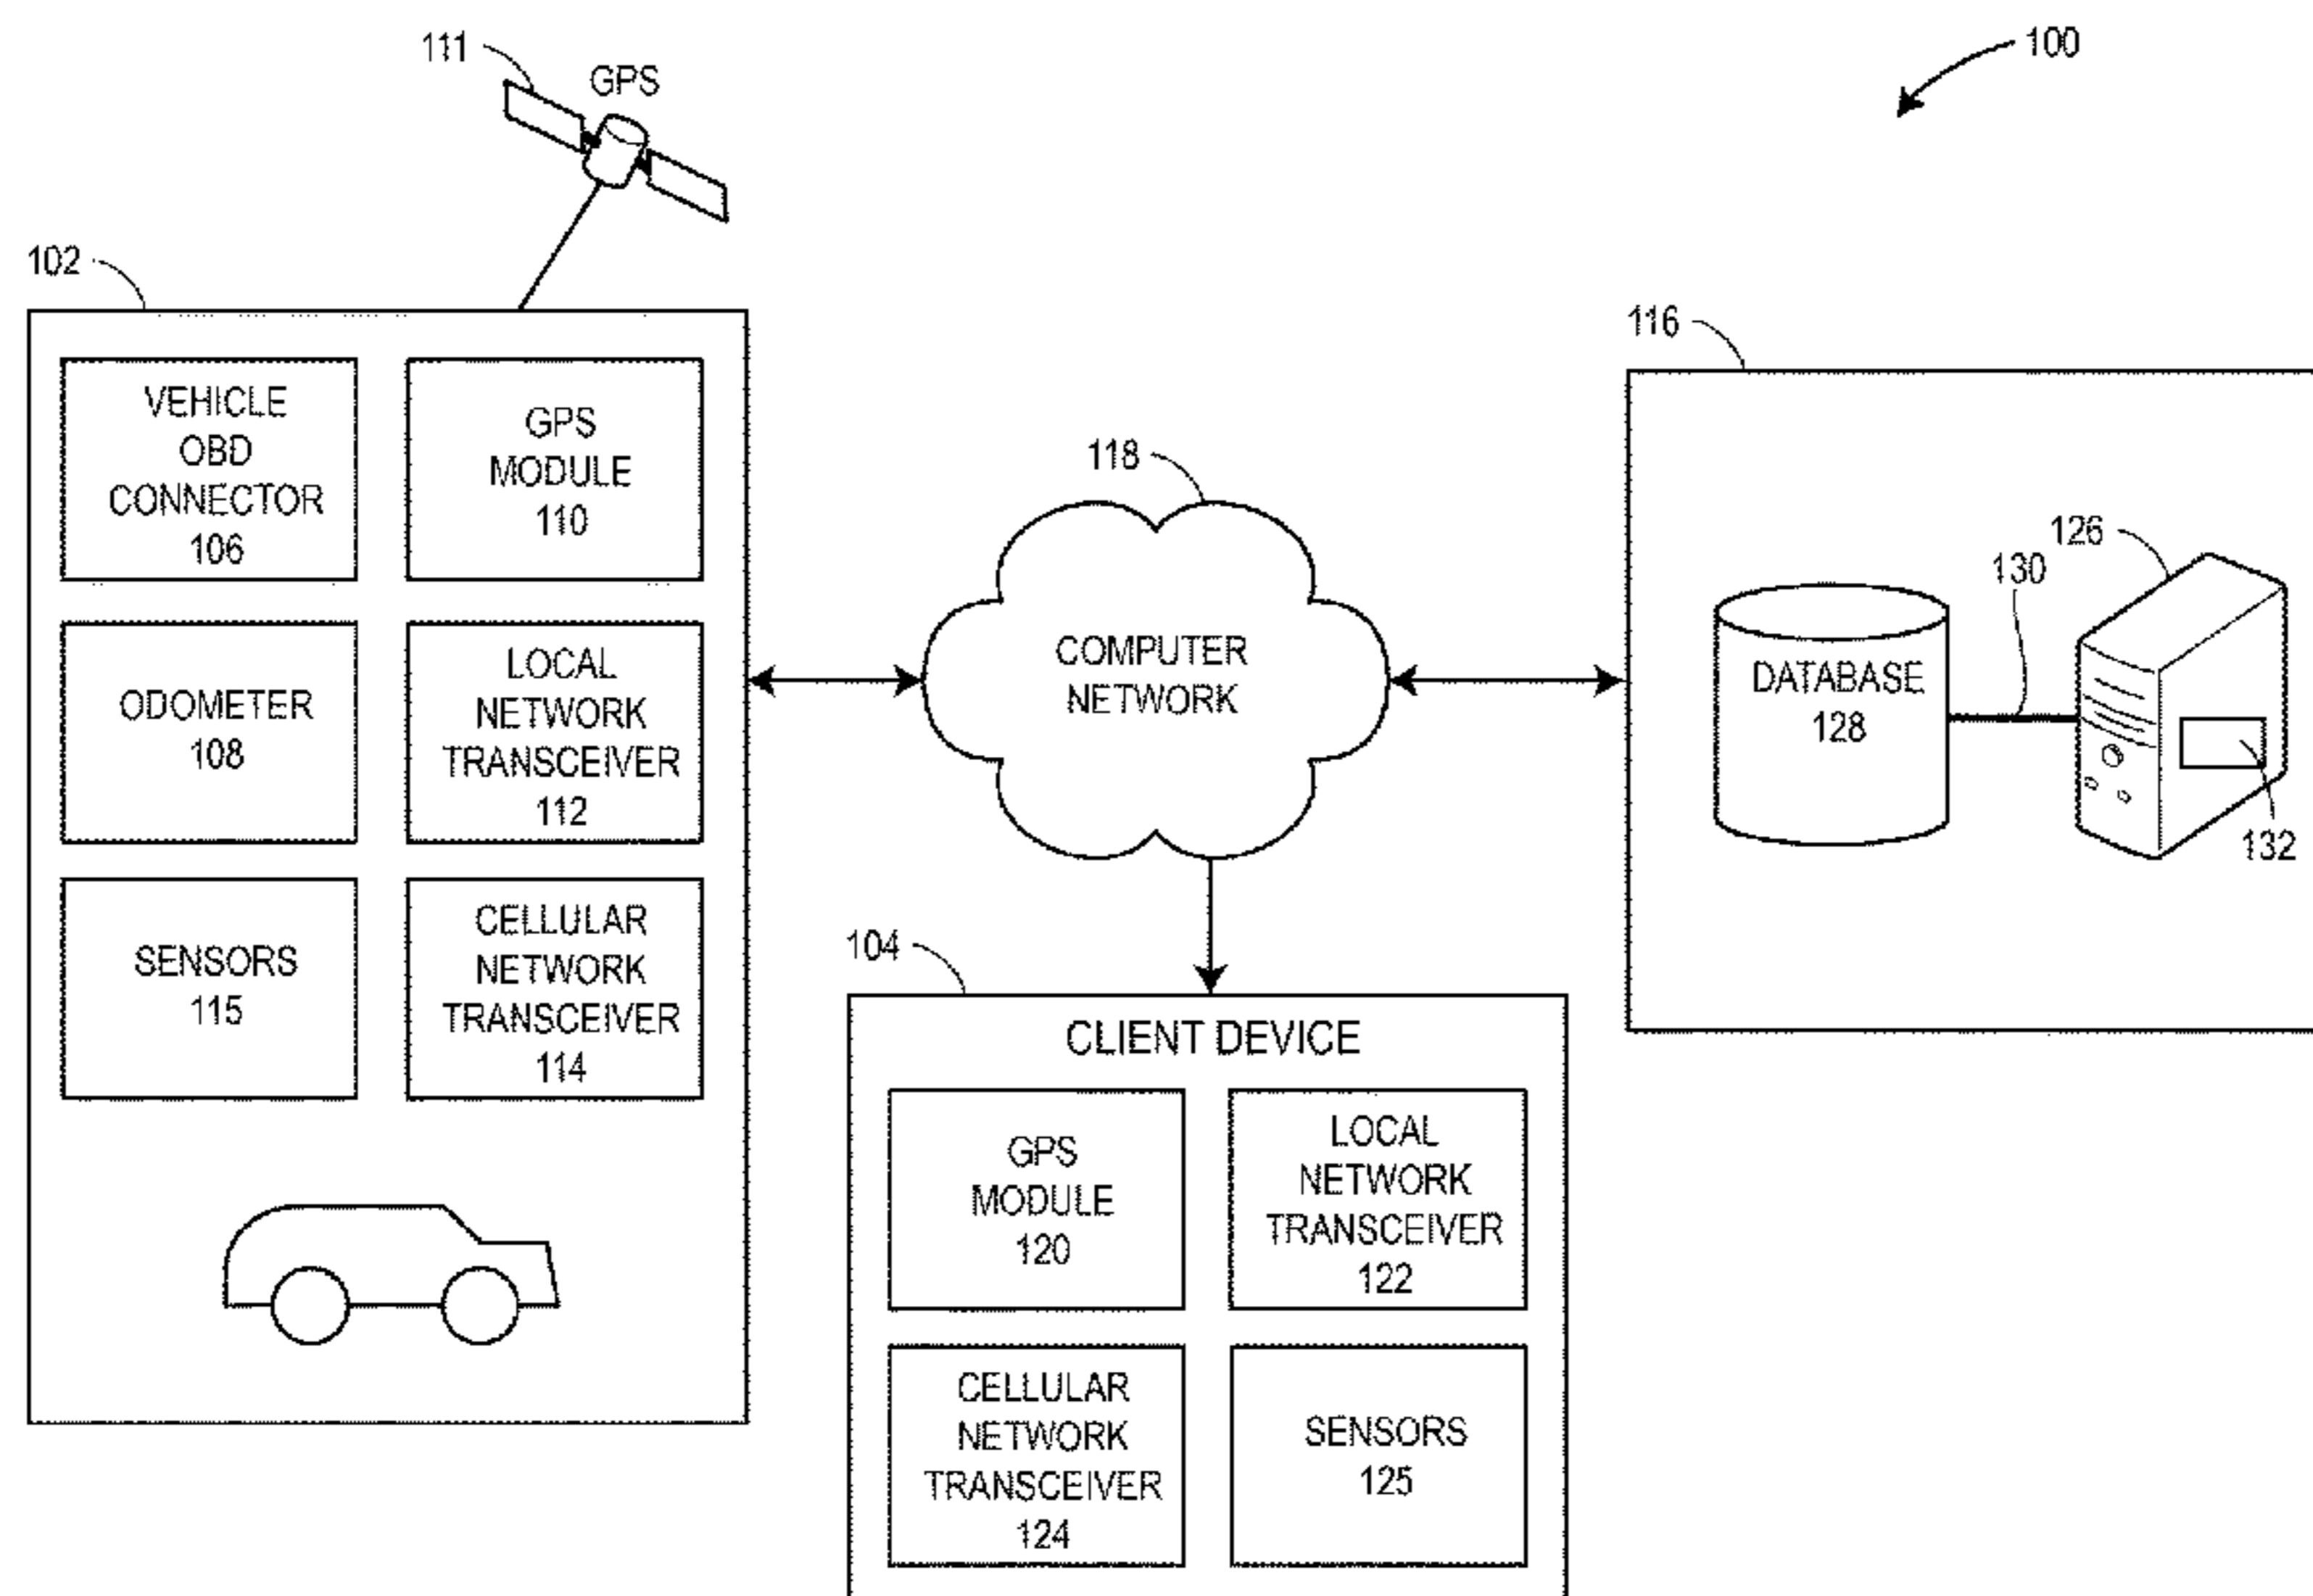 111
GPS
100
102
VEHICLE
OBD
CONNECTOR
106
GPS
MODULE
110
ODOMETER
108
LOCAL
NETWORK
TRANSCEIVER
112
SENSORS
115
CELLULAR
NETWORK
TRANSCEIVER
114
118
COMPUTER
NETWORK
116
126
130
DATABASE
128
132
104
CLIENT DEVICE
GPS
MODULE
120
LOCAL
NETWORK
TRANSCEIVER
122
CELLULAR
NETWORK
TRANSCEIVER
124
SENSORS
125